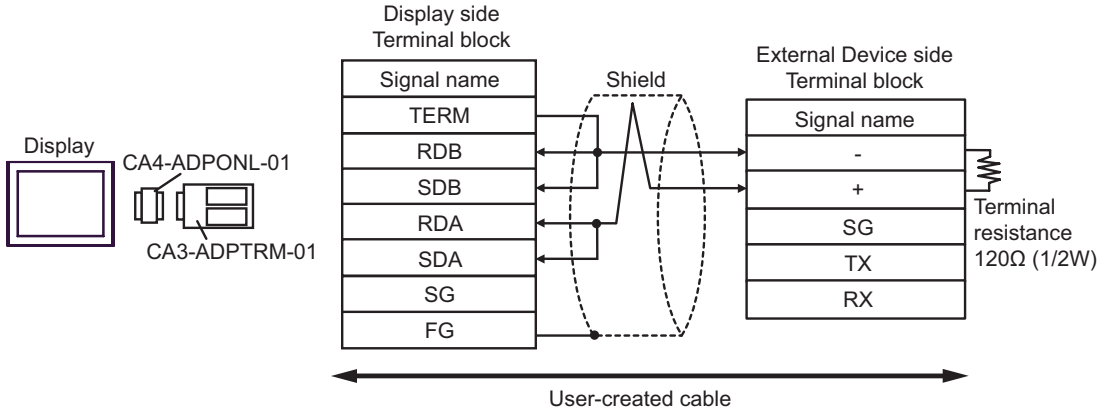 Display side
Terminal block
External Device side
Terminal block
Display
CA4-ADPONL-01
CA3-ADPTRM-01
Signal name
TERM
RDB
SDB
RDA
SDA
SG
FG
Shield
Signal name
-
+
SG
TX
RX
Terminal
resistance
120Ω (1/2W)
User-created cable